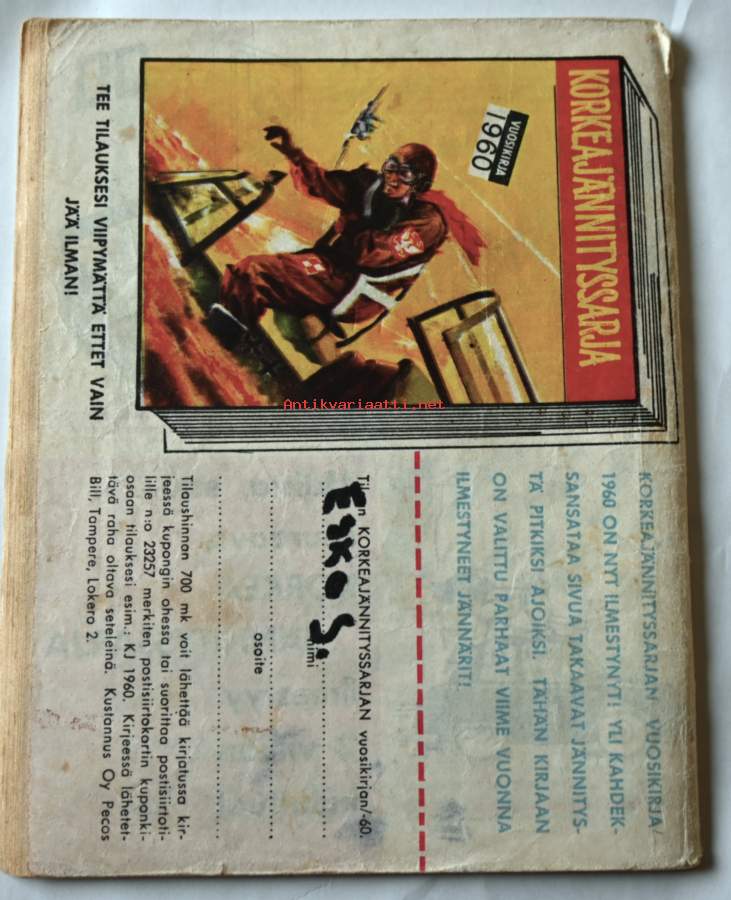 KORKEAJÄNNITYSSARJA
VUOSIKIRJA
1960
TEE TILAUKSESI VIIPYMÄTTÄ ETTET VAIN
JÄÄ ILMAN!
KORKEAJÄNNITYSSARJAN VUOSIKIRJA/
1960 ON NYT ILMESTYNYT! YLI KAHDEK-
SANSATAA SIVUA TAKAAVAT JÄNNITYS-
TÄ PITKIKSI AJOIKSI. TÄHÄN KIRJAAN
ON VALITTU PARHAAT VIIME VUONNA
ILMESTYNEET JÄNNÄRIT!
KORKEAJÄNNITYSSARJAN vuosikirjan/-60.
ESKO S.
nimi
osoite
Tilaushinnan 700 mk voit lähettää kirjatussa kir-
jeessä kupongin ohessa tai suorittaa postisiirtoti-
lille n:o 23257 merkiten postisiirtokortin kuponki-
osaan tilauksesi esim.: KJ 1960. Kirjeessä lähetet-
tävä raha oltava seteleinä. Kustannus Oy Pecos
Bill, Tampere, Lokero 2.
Antikvariaatti.net